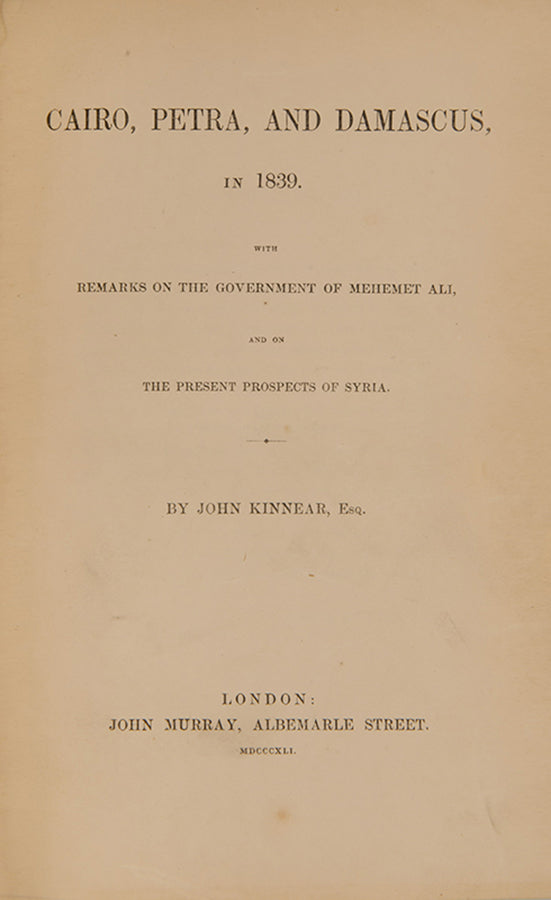 CAIRO, PETRA, AND DAMASCUS,
IN 1839.
WITH
REMARKS ON THE GOVERNMENT OF MEHEMET ALI,
AND ON
THE PRESENT PROSPECTS OF SYRIA.
BY JOHN KINNEAR, Esq.
LONDON:
JOHN MURRAY, ALBEMARLE STREET.
MDCCCXLI.